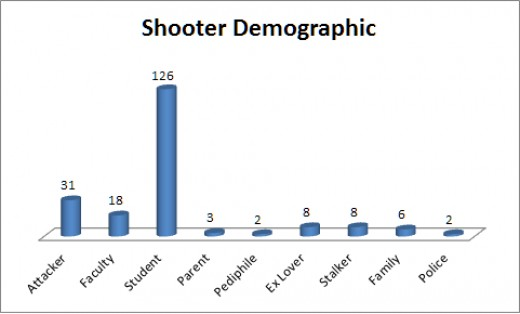 Shooter Demographic
126
31
18
3
2
8
8
6
2
Attacker
Faculty
Student
Parent
Pediphile
Ex Lover
Stalker
Family
Police